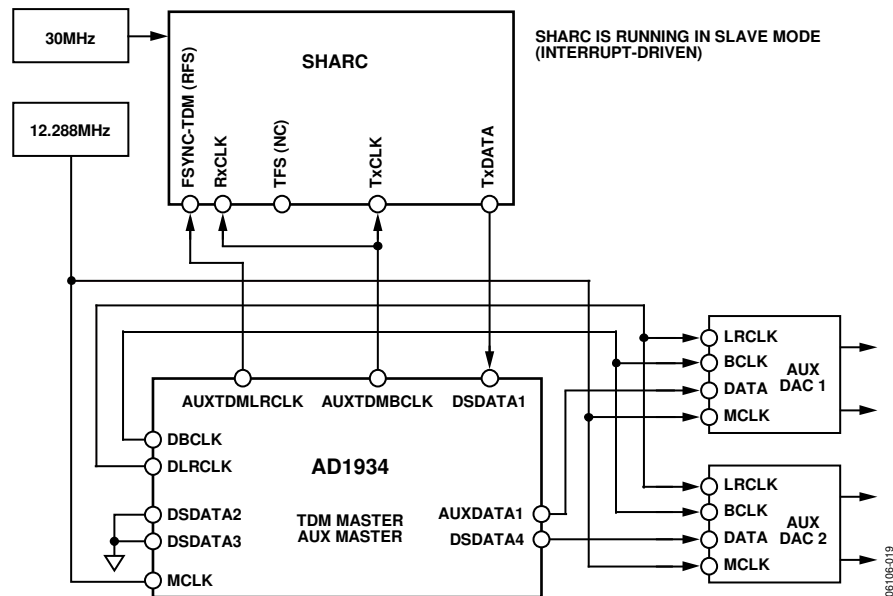 30MHz
SHARC
SHARC IS RUNNING IN SLAVE MODE
(INTERRUPT-DRIVEN)
12.288MHz
FSYNC-TDM (RFS)
RxCLK
TFS (NC)
TxCLK
TxDATA
AUXTDMLRCLK
AUXTDMBCLK
DSDATA1
DBCLK
DLRCLK
AD1934
DSDATA2
DSDATA3
TDM MASTER
AUX MASTER
AUXDATA1
DSDATA4
MCLK
LRCLK
BCLK
DATA
MCLK
AUX
DAC 1
LRCLK
BCLK
DATA
MCLK
AUX
DAC 2
06106-019